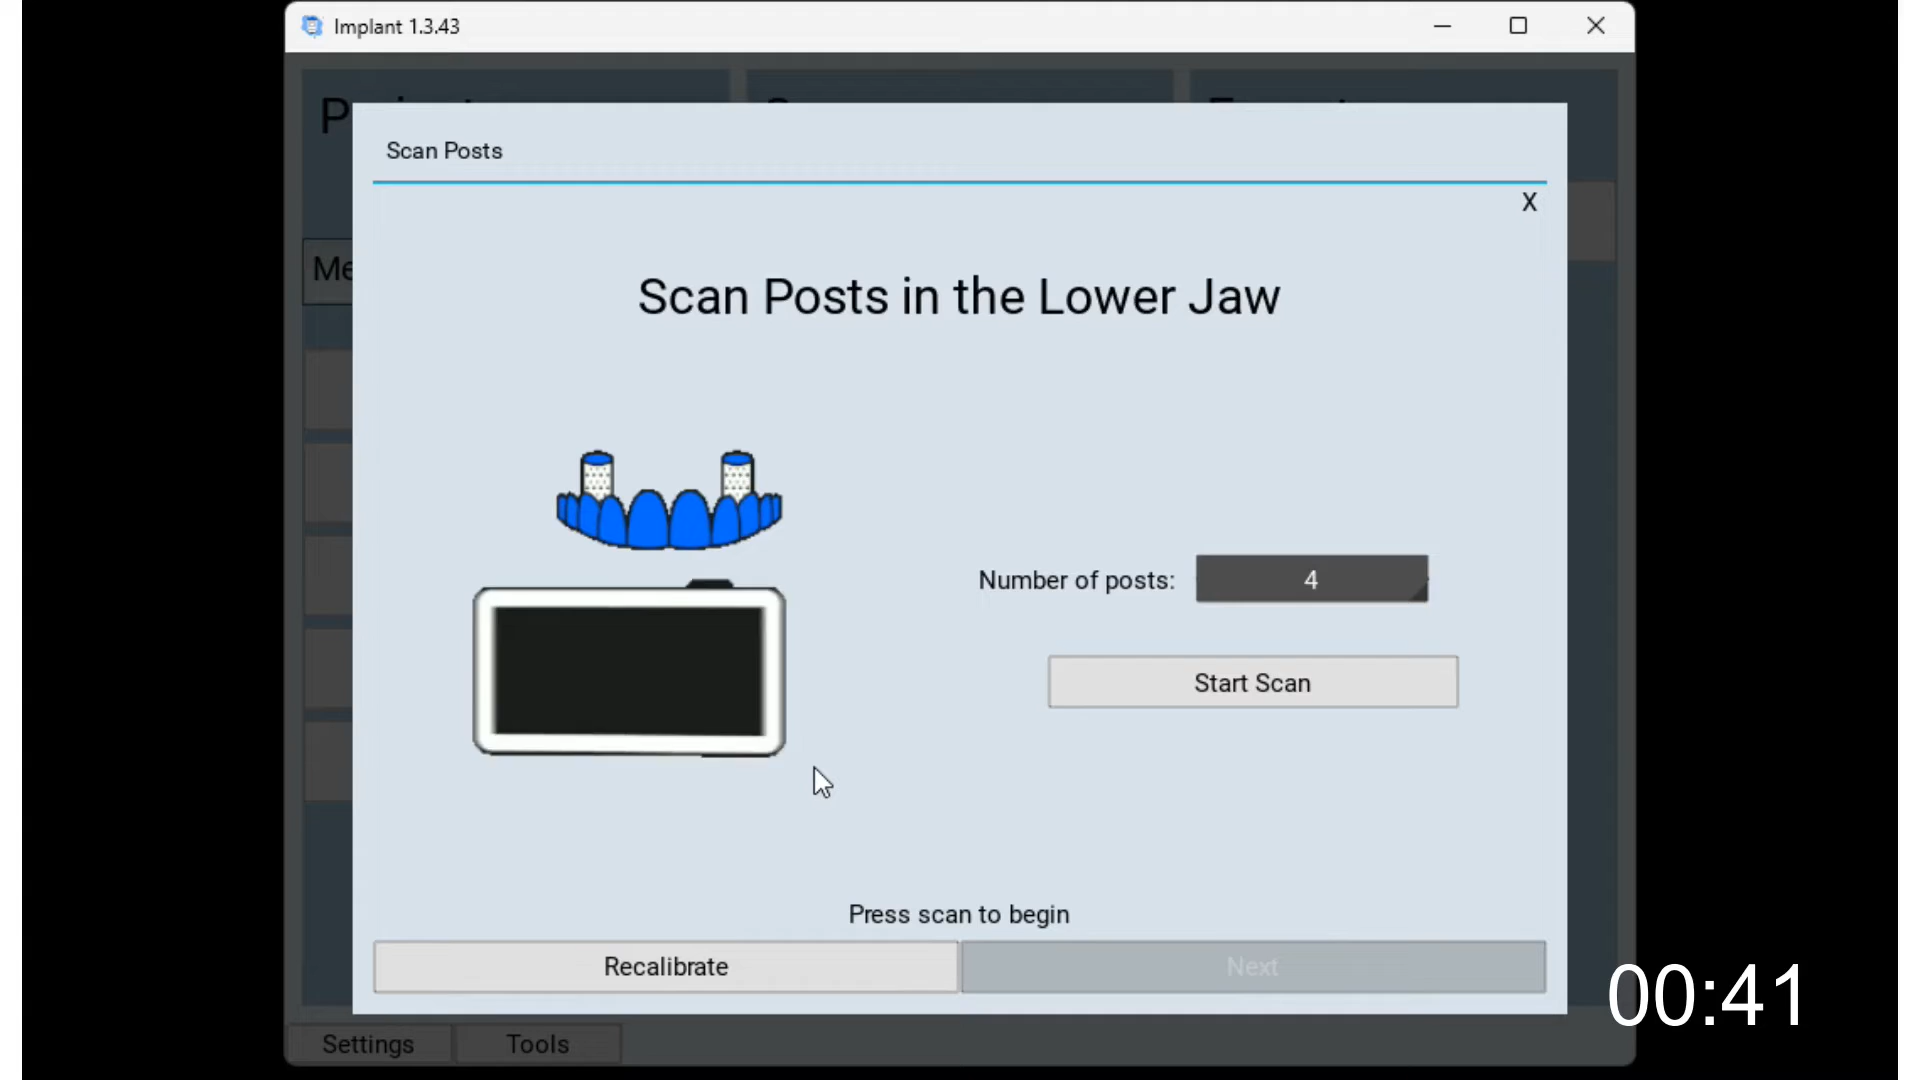 Implant 1.3.43
Scan Posts
X
Me
Scan Posts in the Lower Jaw
Number of posts: 4
Start Scan
Press scan to begin
Recalibrate
Next
00:41
Settings
Tools